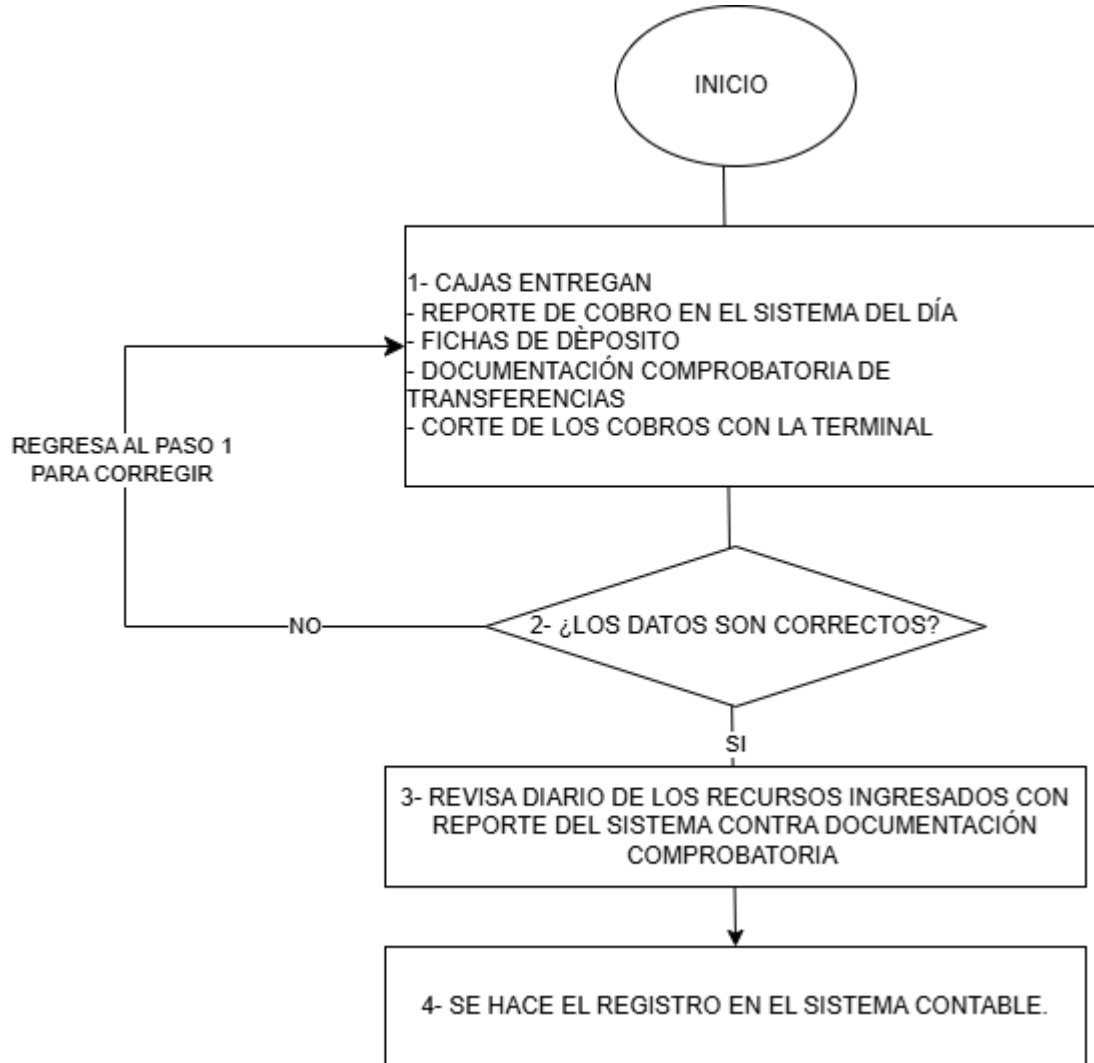 INICIO
1- CAJAS ENTREGAN
- REPORTE DE COBRO EN EL SISTEMA DEL DÍA
- FICHAS DE DÈPOSITO
- DOCUMENTACIÓN COMPROBATORIA DE
TRANSFERENCIAS
- CORTE DE LOS COBROS CON LA TERMINAL
REGRESA AL PASO 1
PARA CORREGIR
2- ¿LOS DATOS SON CORRECTOS?
NO
SI
3- REVISA DIARIO DE LOS RECURSOS INGRESADOS CON
REPORTE DEL SISTEMA CONTRA DOCUMENTACIÓN
COMPROBATORIA
4- SE HACE EL REGISTRO EN EL SISTEMA CONTABLE.